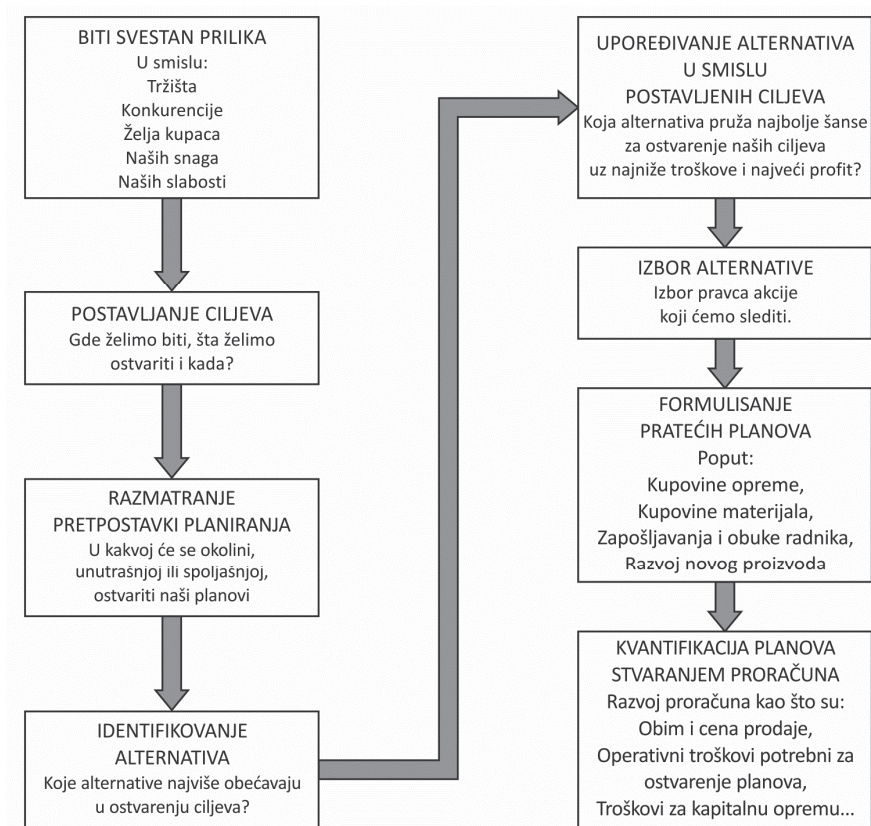 BITI SVESTAN PRILIKA
U smislu:
Tržišta
Konkurencije
Želja kupaca
Naših snaga
Naših slabosti
POSTAVLJANJE CILJEVA
Gde želimo biti, šta želimo
ostvariti i kada?
RAZMATRANJE
PRETPOSTAVKI PLANIRANJA
U kakvoj će se okolini,
unutrašnjoj ili spoljašnjoj,
ostvariti naši planovi
IDENTIFIKOVANJE
ALTERNATIVA
Koje alternative najviše obećavaju
u ostvarenju ciljeva?
UPOREĐIVANJE ALTERNATIVA
U SMISLU
POSTAVLJENIH CILJEVA
Koja alternativa pruža najbolje šanse
za ostvarenje naših ciljeva
uz najniže troškove i najveći profit?
IZBOR ALTERNATIVE
Izbor pravca akcije
koji ćemo slediti.
FORMULISANJE
PRATEĆIH PLANOVA
Poput:
Kupovine opreme,
Kupovine materijala,
Zapošljavanja i obuke radnika,
Razvoj novog proizvoda
KVANTIFIKACIJA PLANOVA
STVARANJEM PRORAČUNA
Razvoj proračuna kao što su:
Obim i cena prodaje,
Operativni troškovi potrebni za
ostvarenje planova,
Troškovi za kapitalnu opremu...